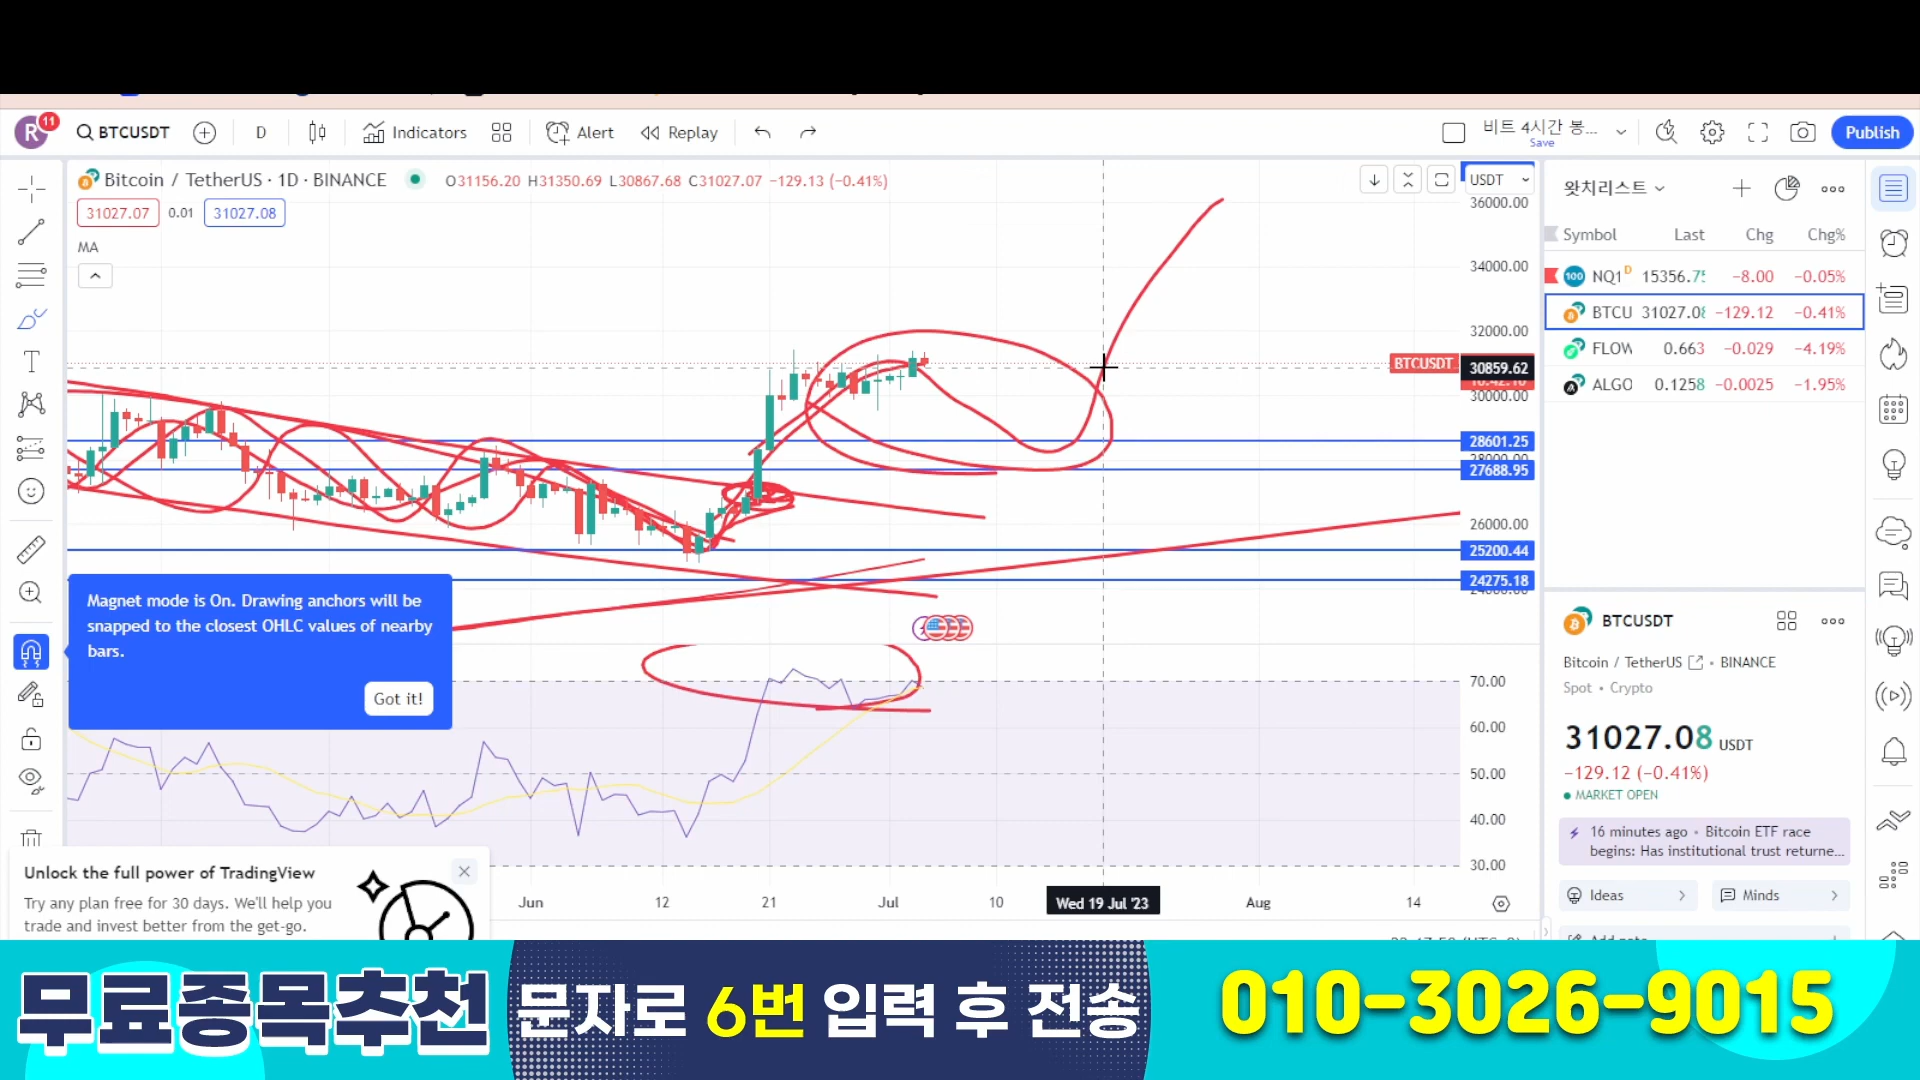 R 11
BTCUSDT
D
Indicators
Alert
Replay
비트 4시간 봉...
Save
Publish
Bitcoin / TetherUS · 1D · BINANCE
O31156.20 H31350.69 L30867.68 C31027.07 −129.13 (−0.41%)
31027.07 0.01 31027.08
MA
USDT
36000.00
34000.00
32000.00
BTCUSDT
30859.62
30000.00
28601.25
28000.00
27688.95
26000.00
25200.44
24275.18
24000.00
Magnet mode is On. Drawing anchors will be
snapped to the closest OHLC values of nearby
bars.
Got it!
70.00
60.00
50.00
40.00
30.00
Jun 12 21 Jul 10 Wed 19 Jul '23 Aug 14
Unlock the full power of TradingView
Try any plan free for 30 days. We'll help you
trade and invest better from the get-go.
왓치리스트
Symbol Last Chg Chg%
100 NQ1 D 15356.75 −8.00 −0.05%
BTCU 31027.08 −129.12 −0.41%
FLOW 0.663 −0.029 −4.19%
ALGO 0.1258 −0.0025 −1.95%
BTCUSDT
Bitcoin / TetherUS • BINANCE
Spot • Crypto
31027.08 USDT
−129.12 (−0.41%)
MARKET OPEN
16 minutes ago • Bitcoin ETF race
begins: Has institutional trust returne...
Ideas
Minds
무료종목추천
문자로 6번 입력 후 전송
010-3026-9015